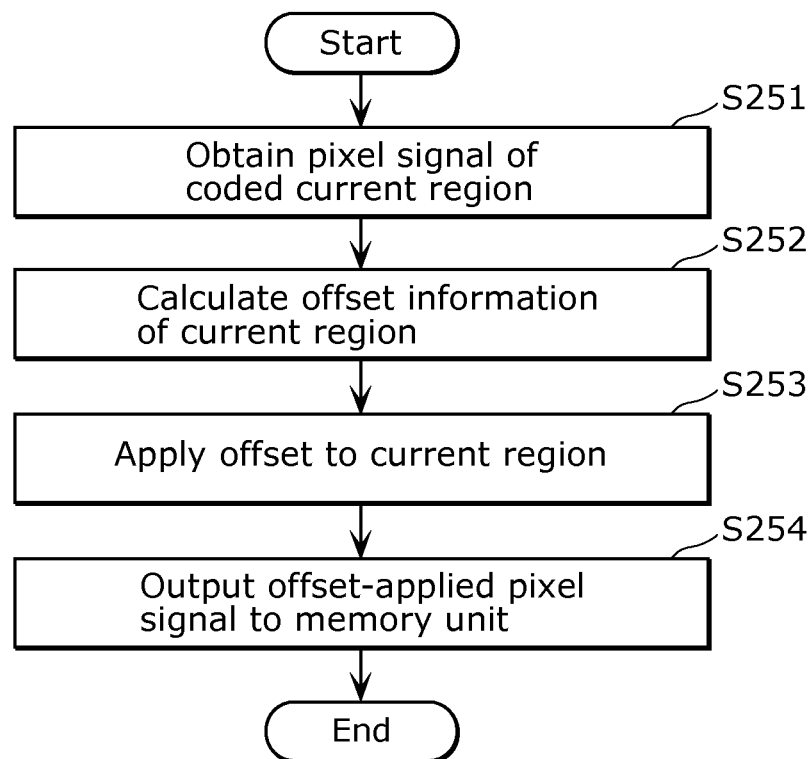 Start
S251
Obtain pixel signal of
coded current region
S252
Calculate offset information
of current region
S253
Apply offset to current region
S254
Output offset-applied pixel
signal to memory unit
End